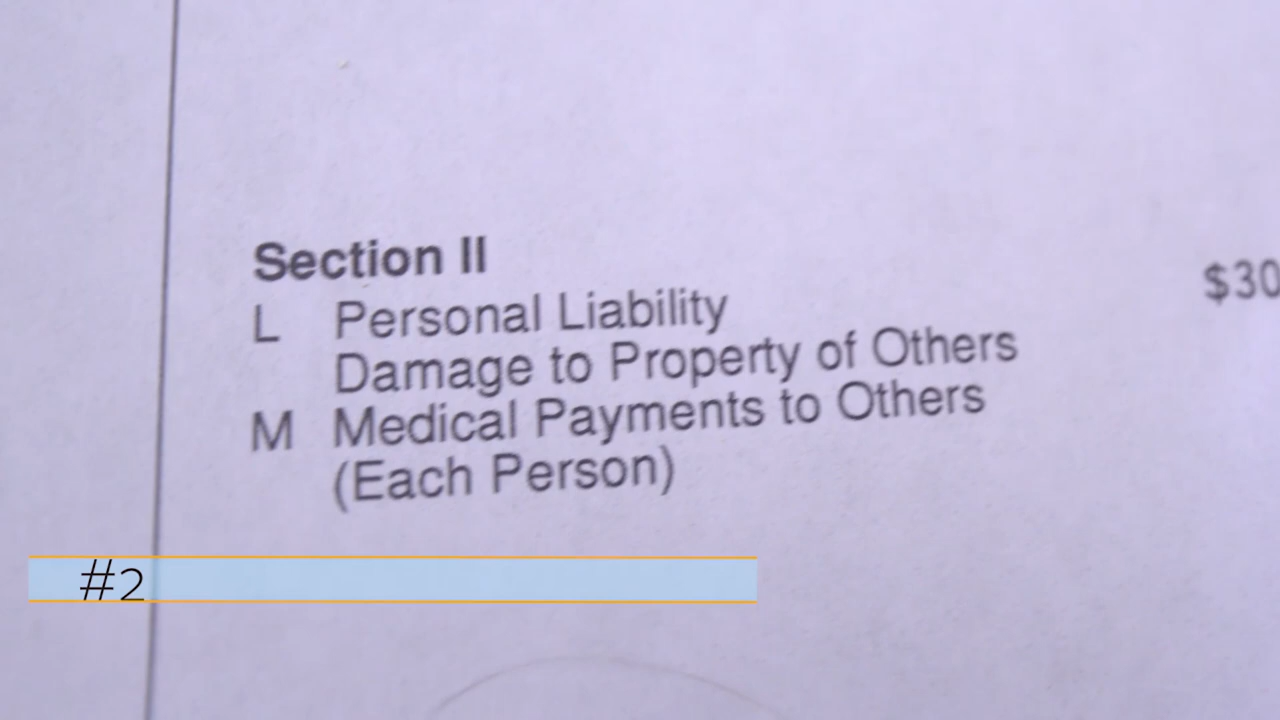 Section II
L Personal Liability $30
Damage to Property of Others
M Medical Payments to Others
(Each Person)
#2